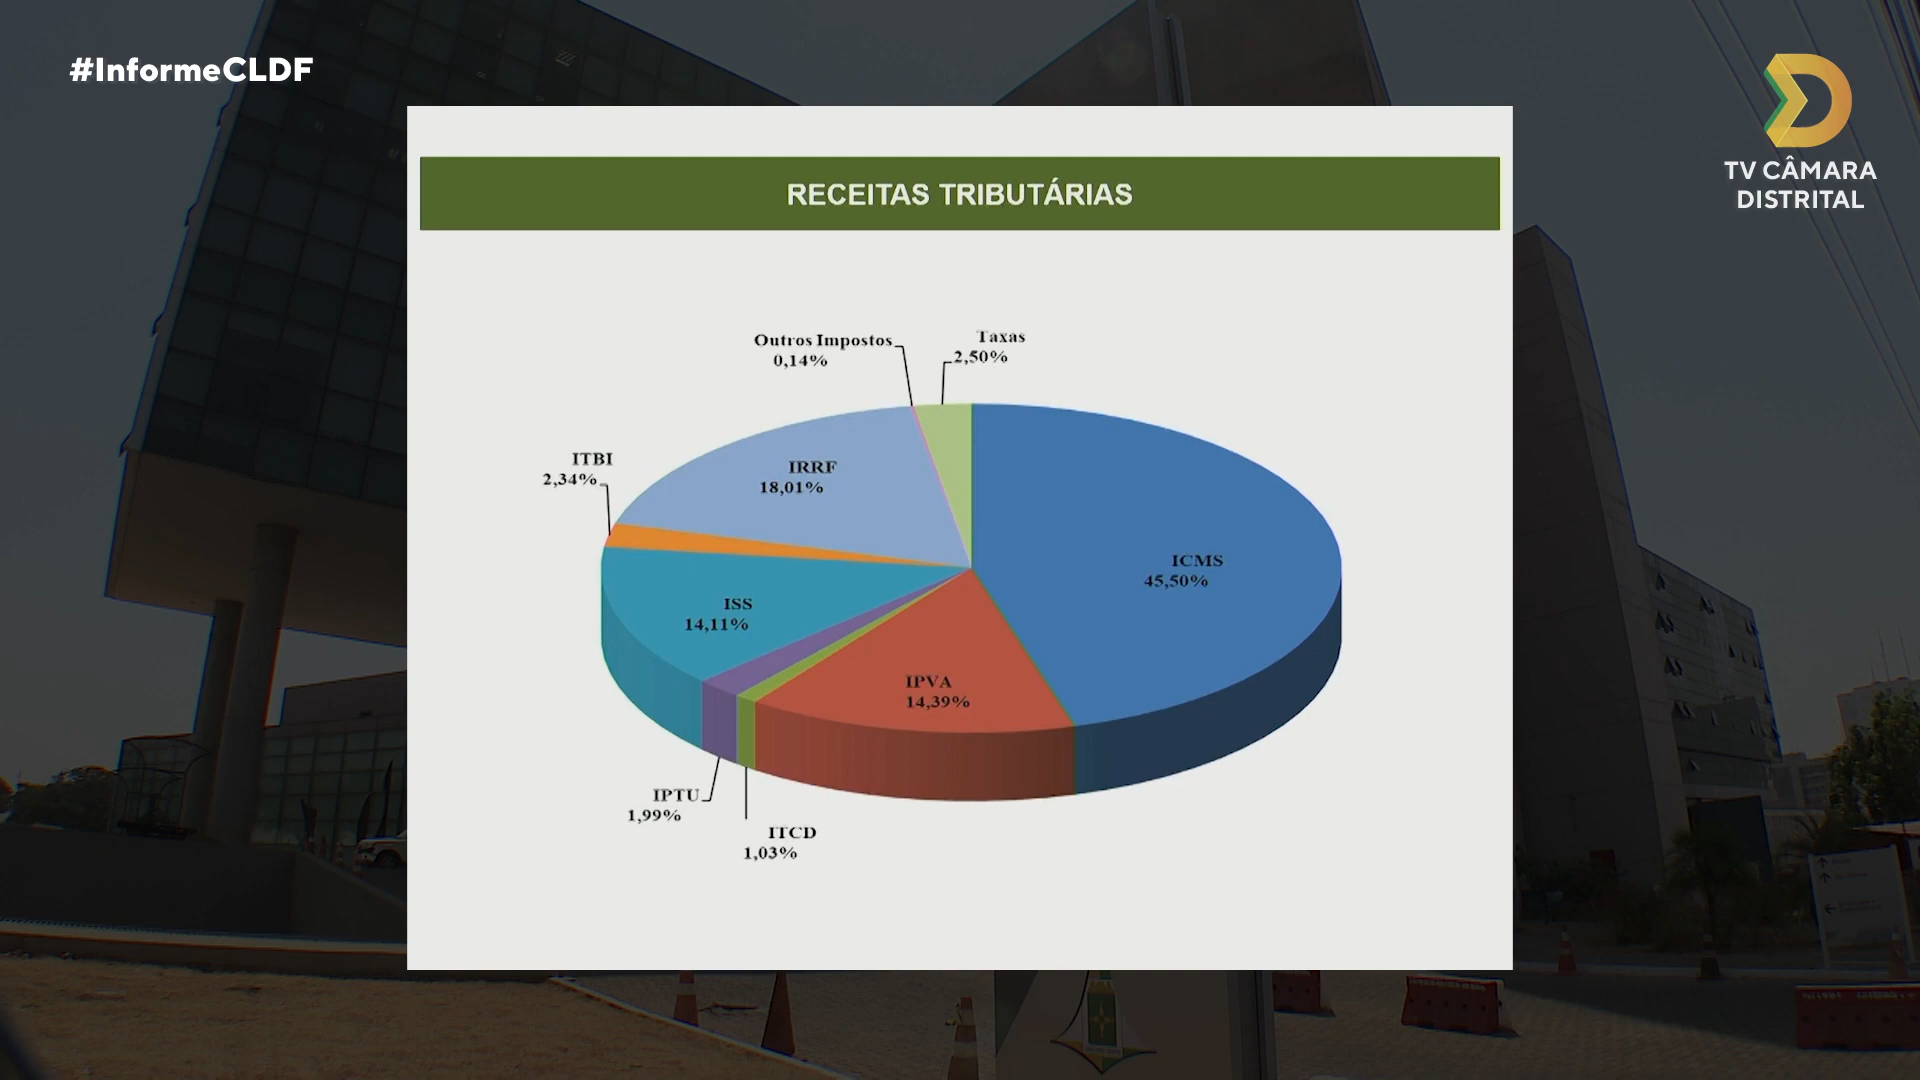 #InformeCLDF
TV CÂMARA
DISTRITAL
RECEITAS TRIBUTÁRIAS
Outros Impostos
0,14%
Taxas
2,50%
ITBI
2,34%
IRRF
18,01%
ICMS
45,50%
ISS
14,11%
IPVA
14,39%
IPTU
1,99%
ITCD
1,03%